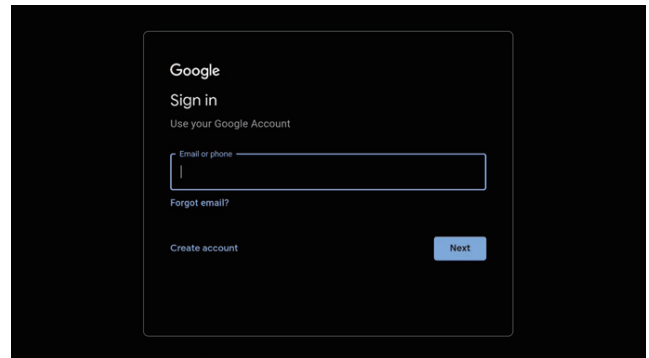 Google
Sign in
Use your Google Account
Email or phone
Forgot email?
Create account
Next